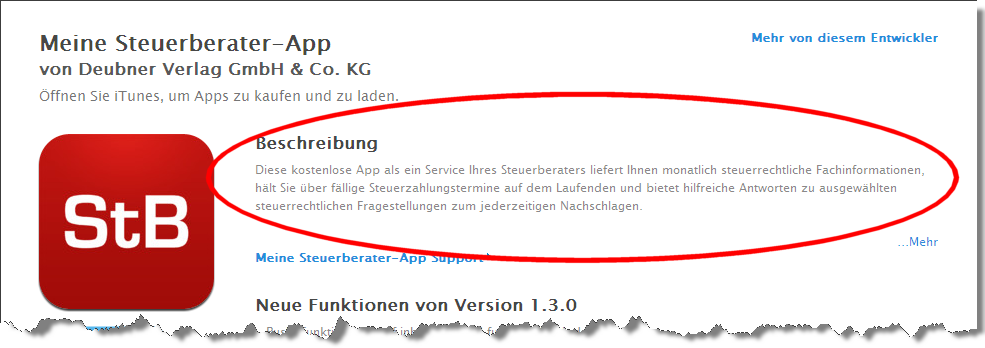 Meine Steuerberater-App
Mehr von diesem Entwickler
von Deubner Verlag GmbH & Co. KG
Öffnen Sie iTunes, um Apps zu kaufen und zu laden.
StB
Beschreibung
Diese kostenlose App als ein Service Ihres Steuerberaters liefert Ihnen monatlich steuerrechtliche Fachinformationen,
hält Sie über fällige Steuerzahlungstermine auf dem Laufenden und bietet hilfreiche Antworten zu ausgewählten
steuerrechtlichen Fragestellungen zum jederzeitigen Nachschlagen.
...Mehr
Meine Steuerberater-App Support
Neue Funktionen von Version 1.3.0